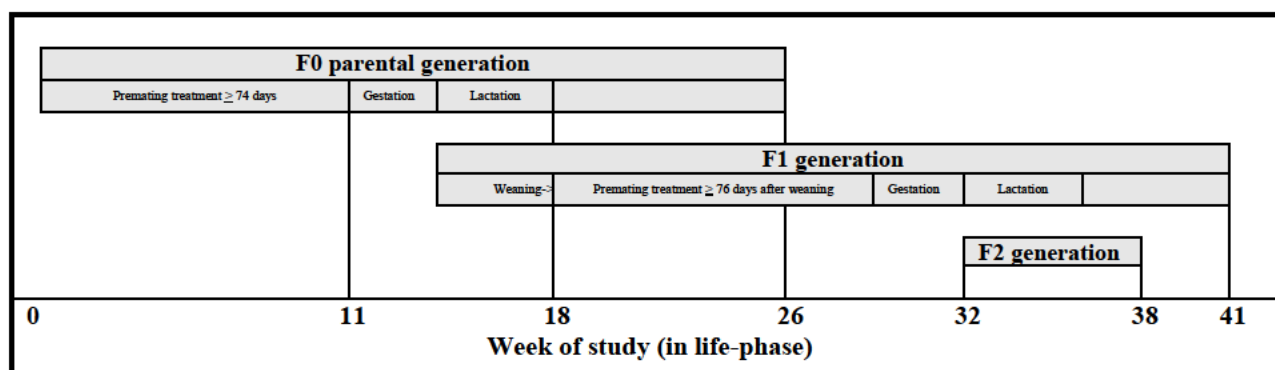 F0 parental generation
Premating treatment ≥ 74 days Gestation Lactation
F1 generation
Weaning-> Premating treatment ≥ 76 days after weaning Gestation Lactation
F2 generation
0 11 18 26 32 38 41
Week of study (in life-phase)